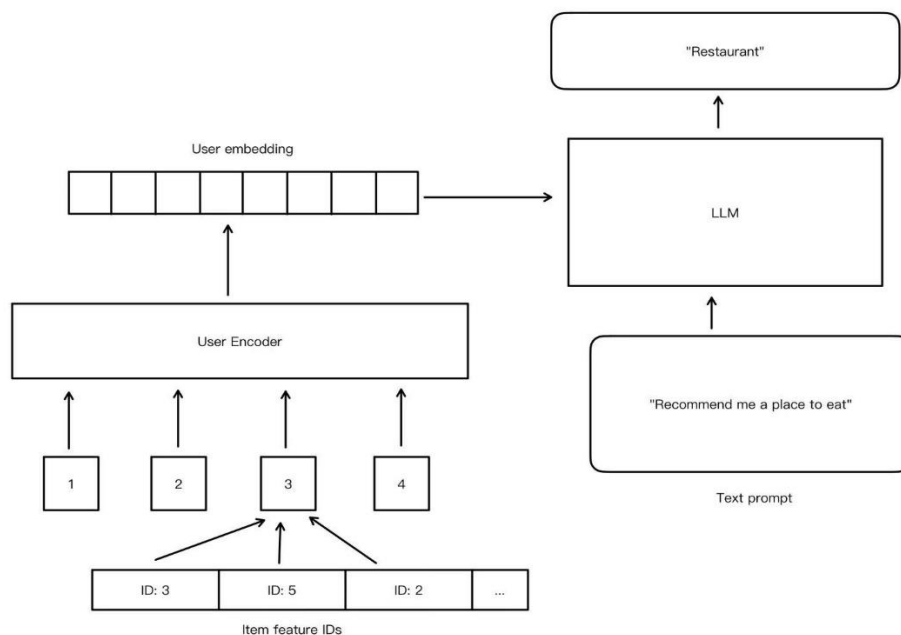 "Restaurant"
User embedding
LLM
User Encoder
"Recommend me a place to eat"
1
2
3
4
Text prompt
ID: 3
ID: 5
ID: 2
...
Item feature IDs